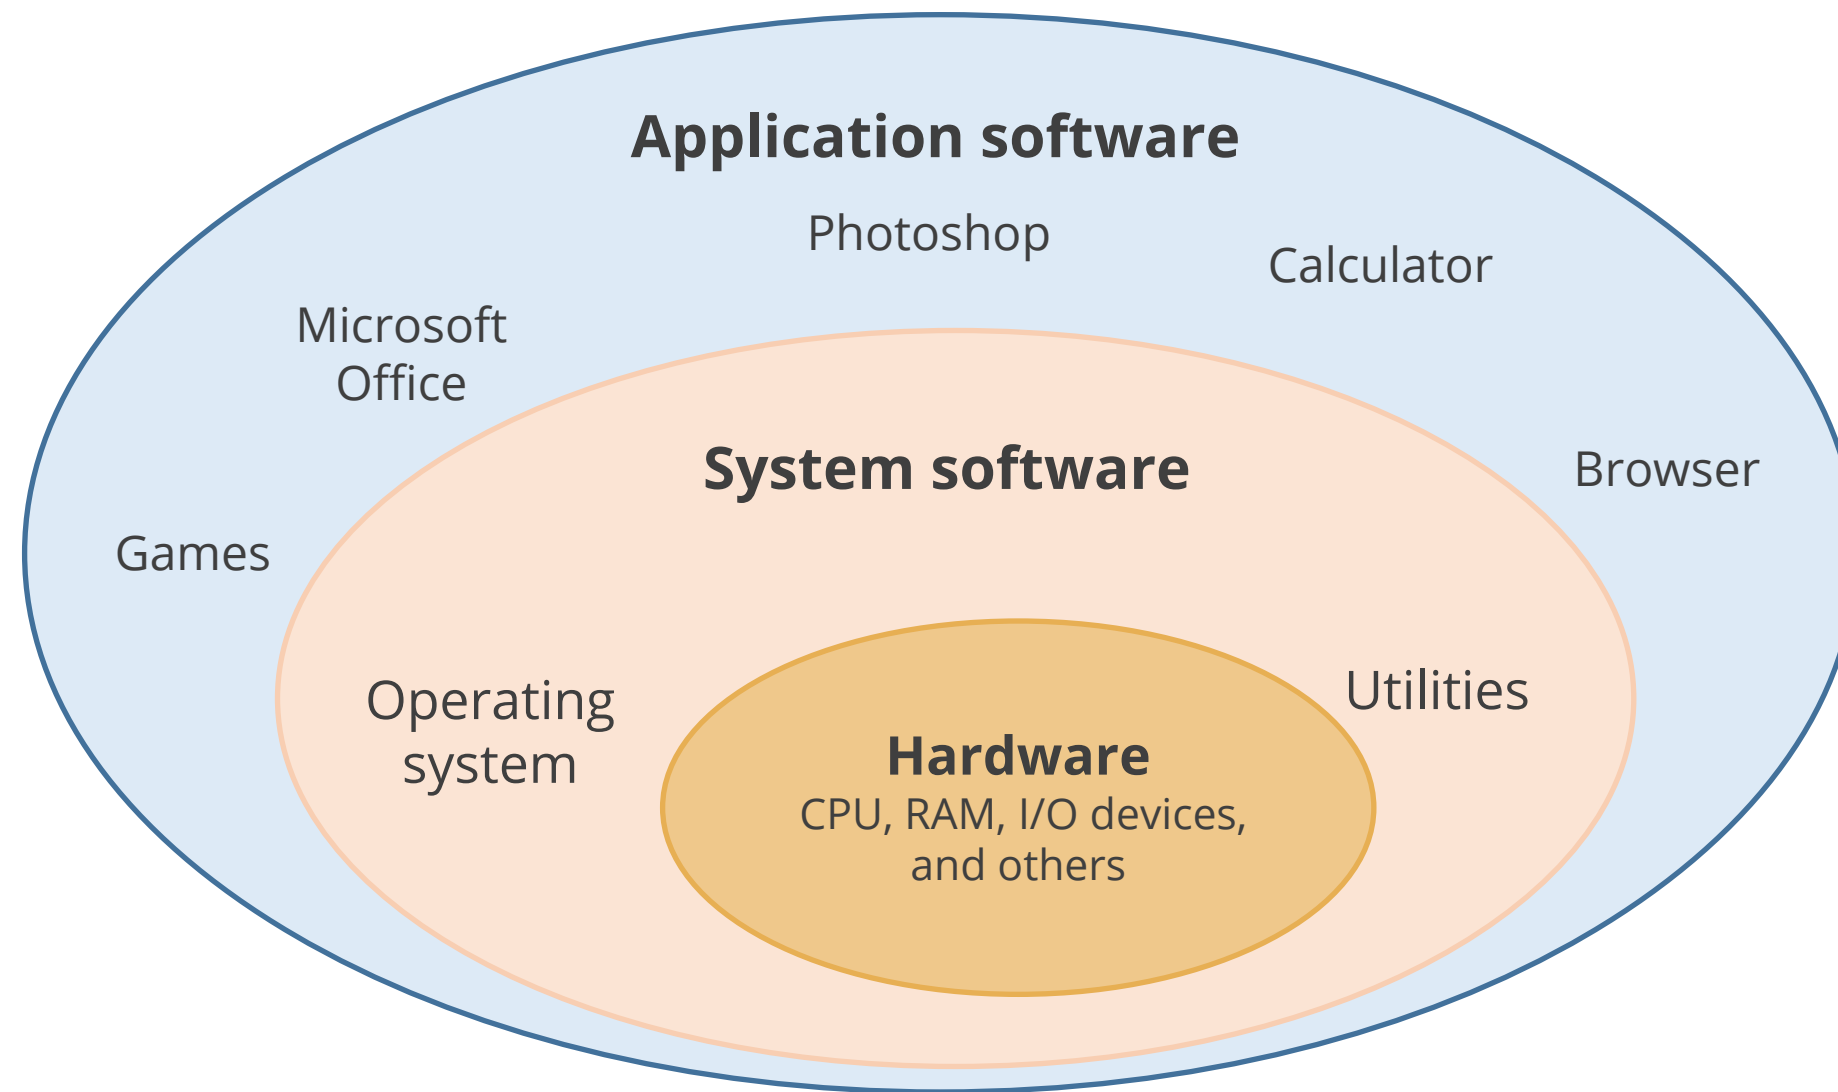 Application software
Photoshop
Calculator
Microsoft
Office
System software
Browser
Games
Operating
system
Utilities
Hardware
CPU, RAM, I/O devices,
and others